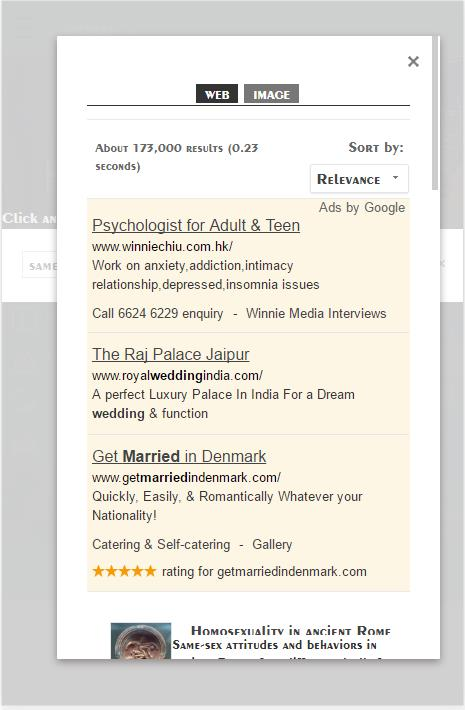 ×
WEB IMAGE
About 173,000 results (0.23 seconds)
Sort by:
Relevance
Ads by Google
Psychologist for Adult & Teen
www.winniechiu.com.hk/
Work on anxiety,addiction,intimacy
relationship,depressed,insomnia issues
Call 6624 6229 enquiry - Winnie Media Interviews
The Raj Palace Jaipur
www.royalweddingindia.com/
A perfect Luxury Palace In India For a Dream
wedding & function
Get Married in Denmark
www.getmarriedindenmark.com/
Quickly, Easily, & Romantically Whatever your
Nationality!
Catering & Self-catering - Gallery
★★★★★ rating for getmarriedindenmark.com
Click an
same
Homosexuality in ancient Rome
Same-sex attitudes and behaviors in